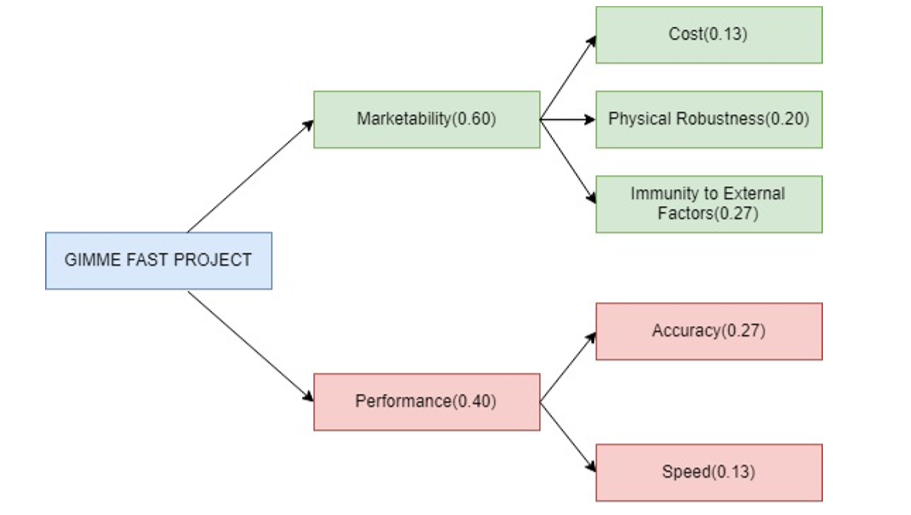 Cost(0.13)
Marketability(0.60)
Physical Robustness(0.20)
Immunity to External
Factors(0.27)
GIMME FAST PROJECT
Accuracy(0.27)
Performance(0.40)
Speed(0.13)